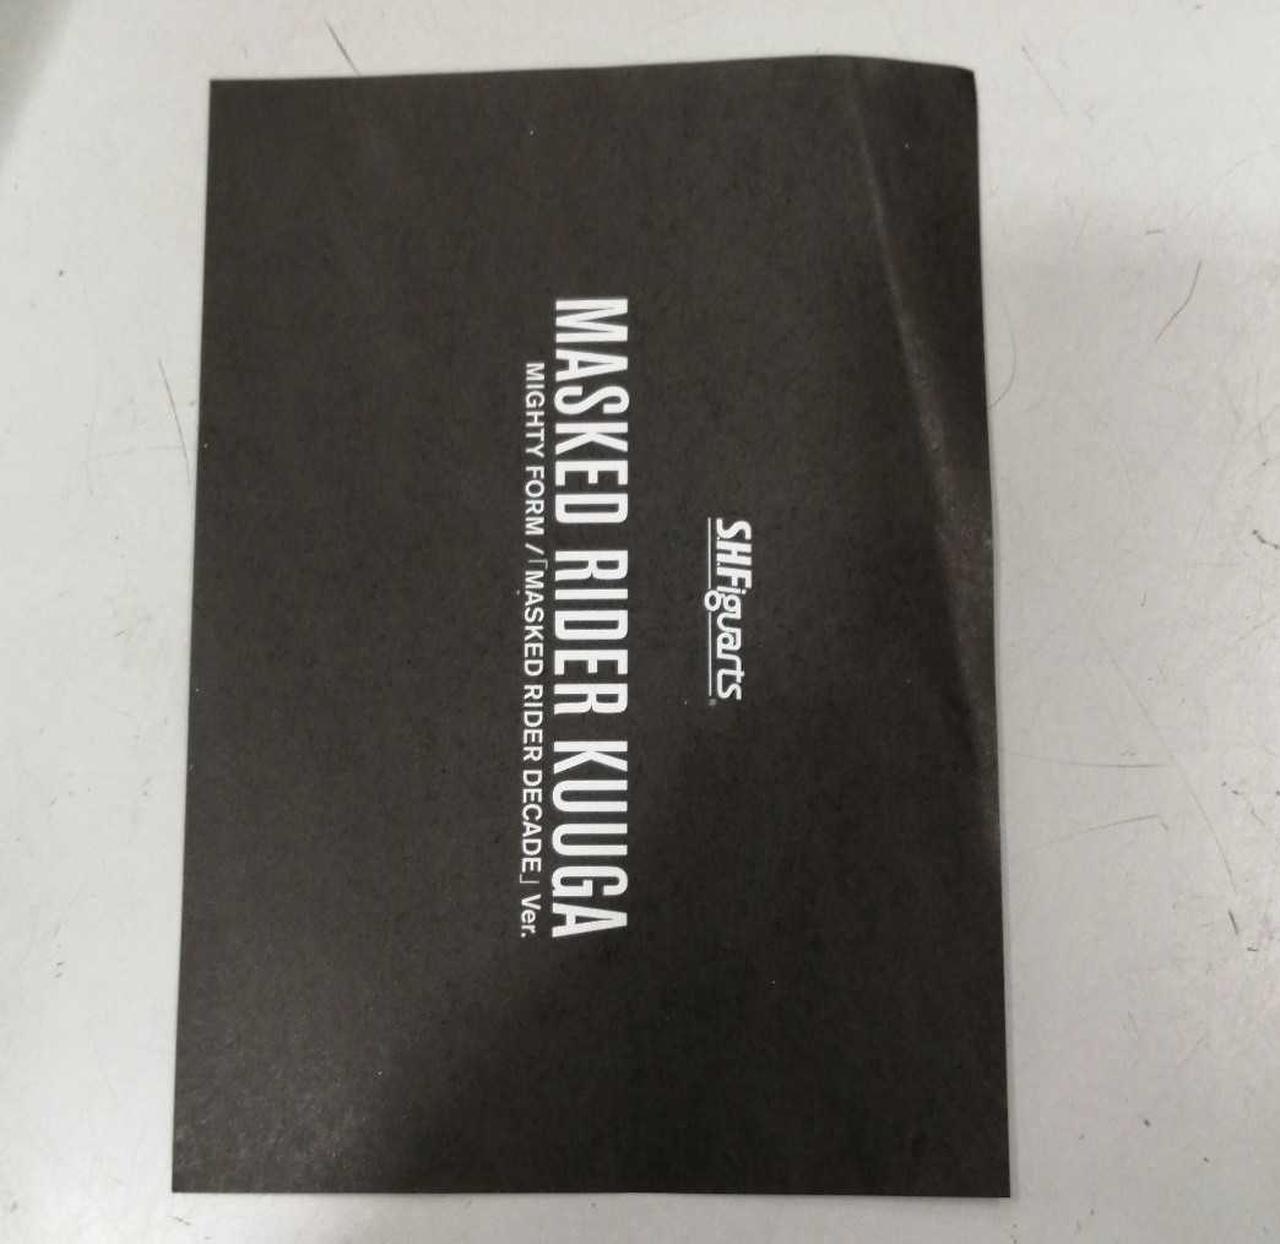 S.H.Figuarts
MASKED RIDER KUUGA
MIGHTY FORM /「MASKED RIDER DECADE」Ver.